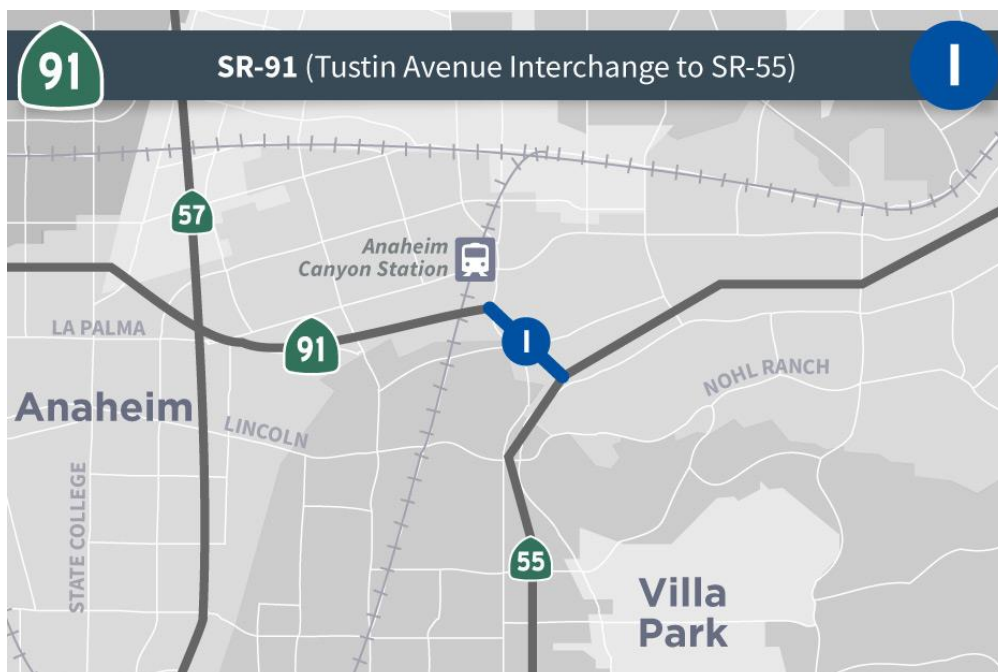 91
SR-91 (Tustin Avenue Interchange to SR-55)
I
57
Anaheim
Canyon Station
LA PALMA
91
I
NOHL RANCH
Anaheim
LINCOLN
STATE COLLEGE
55
Villa
Park